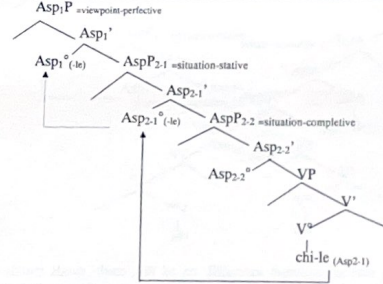 Asp₁P =viewpoint-perfective
Asp₁'
Asp₁° (-le) AspP₂₋₁ =situation-stative
Asp₂₋₁'
Asp₂₋₁° (-le) AspP₂₋₂ =situation-completive
Asp₂₋₂'
Asp₂₋₂° VP
V'
V°
chi-le (Asp2-1)